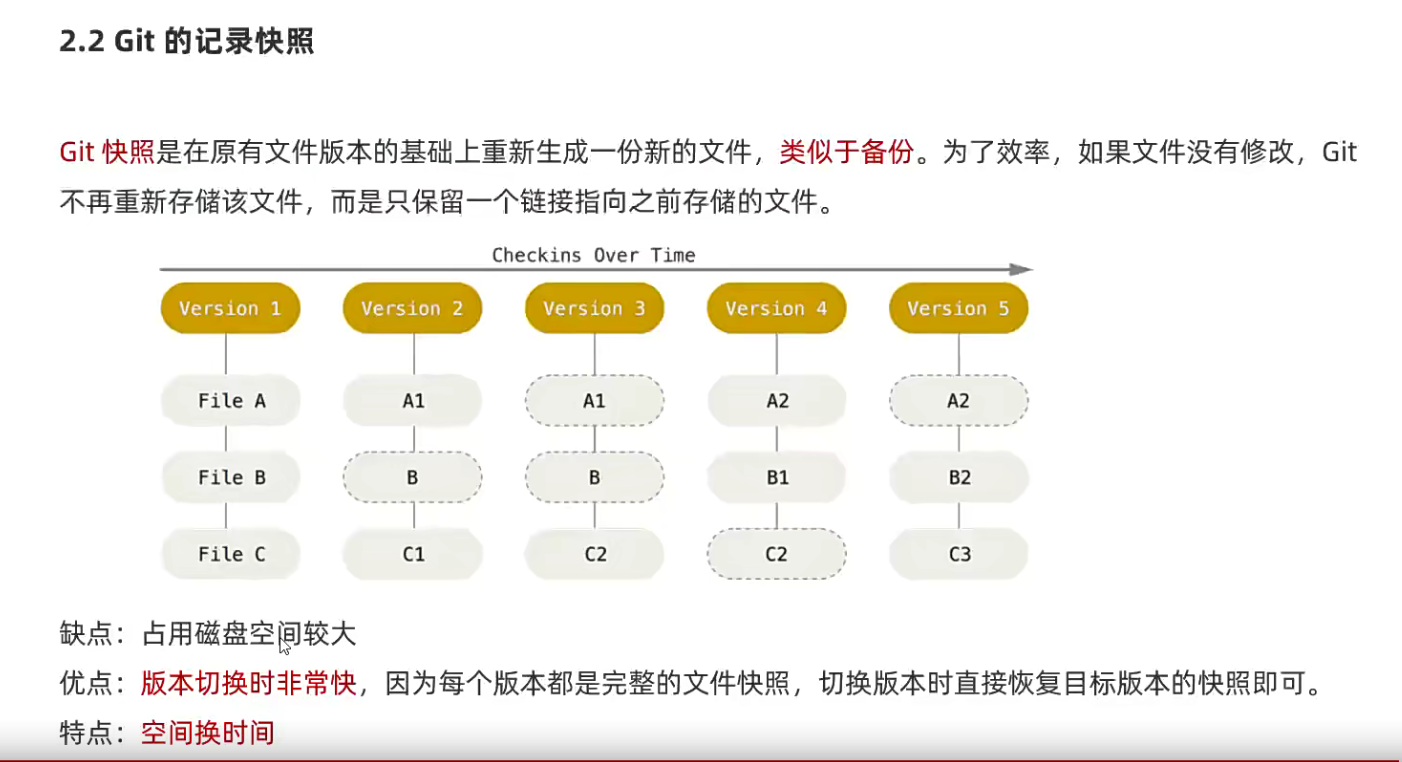 2.2 Git 的记录快照
Git 快照是在原有文件版本的基础上重新生成一份新的文件，类似于备份。为了效率，如果文件没有修改，Git
不再重新存储该文件，而是只保留一个链接指向之前存储的文件。
Checkins Over Time
Version 1 Version 2 Version 3 Version 4 Version 5
File A A1 A1 A2 A2
File B B B B1 B2
File C C1 C2 C2 C3
缺点：占用磁盘空间较大
优点：版本切换时非常快，因为每个版本都是完整的文件快照，切换版本时直接恢复目标版本的快照即可。
特点：空间换时间